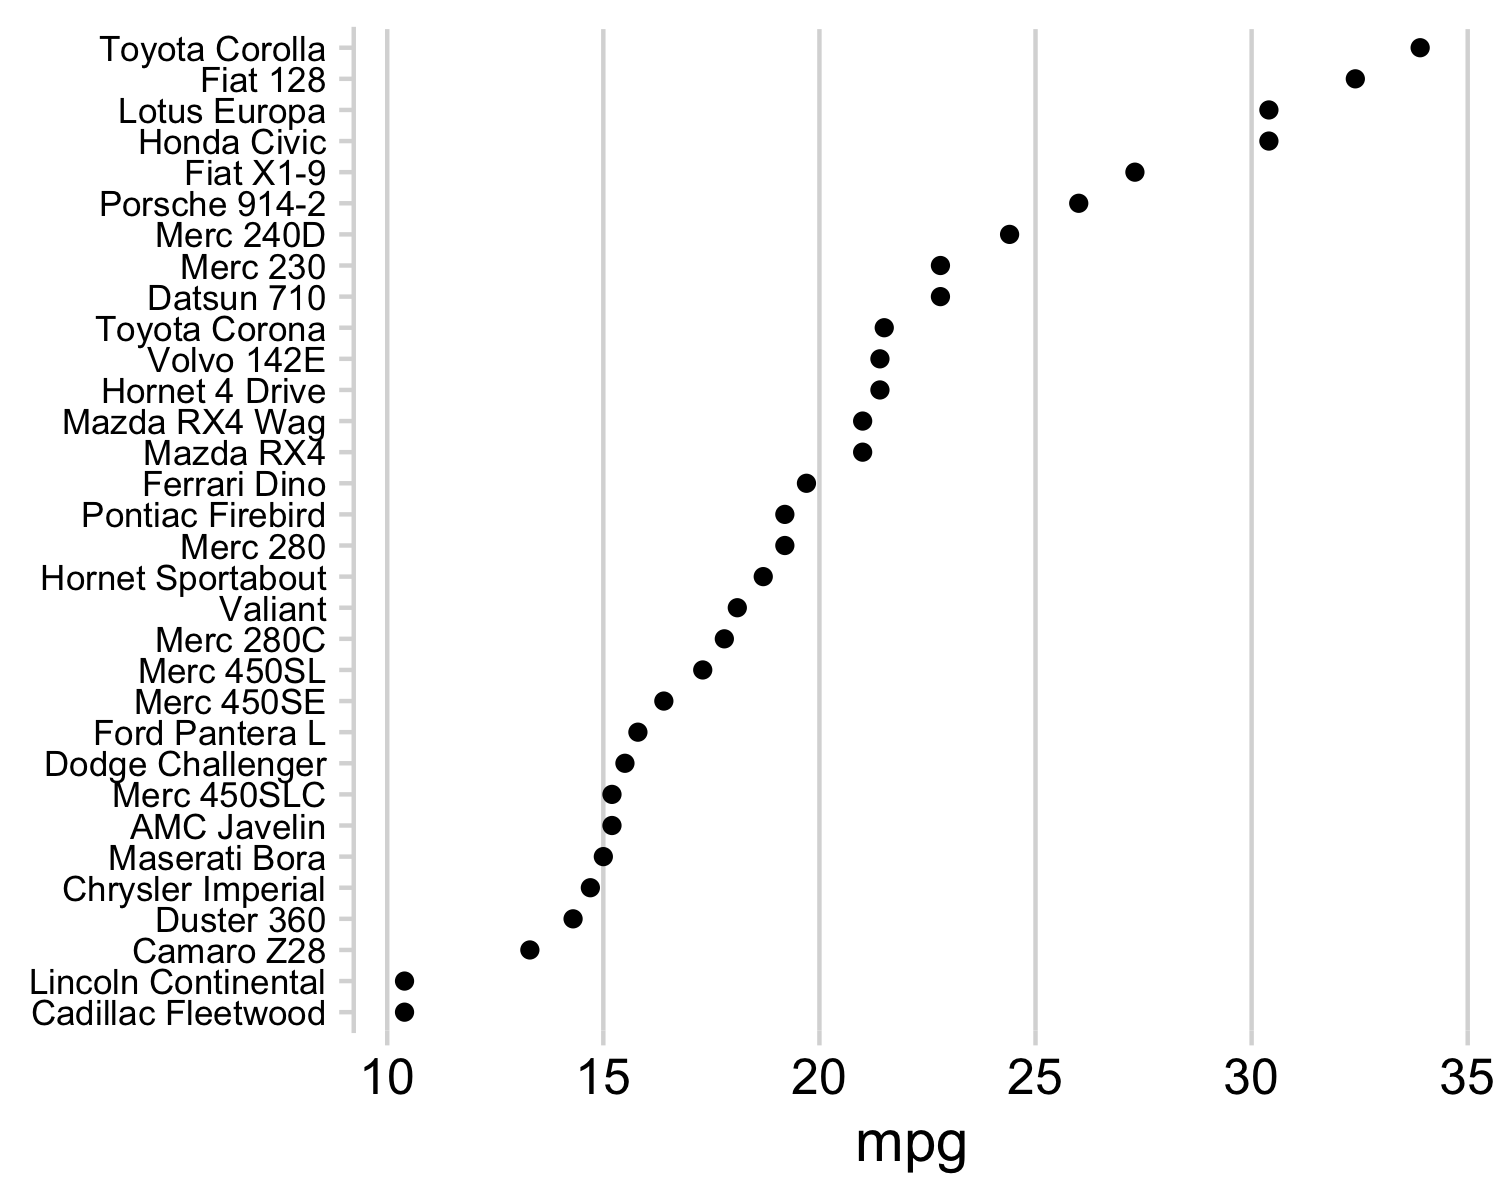 Toyota Corolla
Fiat 128
Lotus Europa
Honda Civic
Fiat X1-9
Porsche 914-2
Merc 240D
Merc 230
Datsun 710
Toyota Corona
Volvo 142E
Hornet 4 Drive
Mazda RX4 Wag
Mazda RX4
Ferrari Dino
Pontiac Firebird
Merc 280
Hornet Sportabout
Valiant
Merc 280C
Merc 450SL
Merc 450SE
Ford Pantera L
Dodge Challenger
Merc 450SLC
AMC Javelin
Maserati Bora
Chrysler Imperial
Duster 360
Camaro Z28
Lincoln Continental
Cadillac Fleetwood
10 15 20 25 30 35
mpg